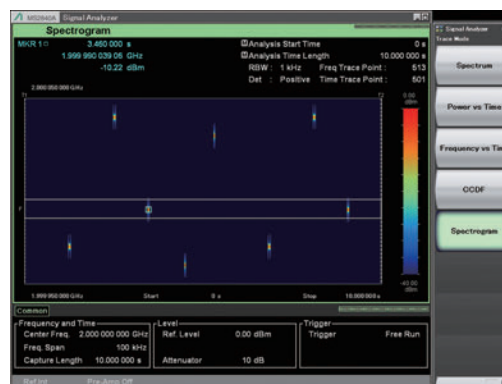 MS2840A Signal Analyzer
Spectrogram
MKR 1 3.460 000 s
1.999 990 039 06 GHz
-10.22 dBm
Analysis Start Time 0 s
Analysis Time Length 10.000 000 s
RBW : 1 kHz Freq Trace Point : 513
Det : Positive Time Trace Point : 501
2.000 050 000 GHz
T1
T2
0.00
dBm
F
-40.00
dBm
1.999 950 000 GHz Start 0 s Stop 10.000 000 s
Common
Frequency and Time
Center Freq. 2.000 000 000 GHz
Freq. Span 100 kHz
Capture Length 10.000 000 s
Level
Ref. Level 0.00 dBm
Attenuator 10 dB
Trigger
Trigger Free Run
Ref.Int Pre-Amp Off
Signal Analyzer
Trace Mode
Spectrum
Power vs Time
Frequency vs Tim
CCDF
Spectrogram